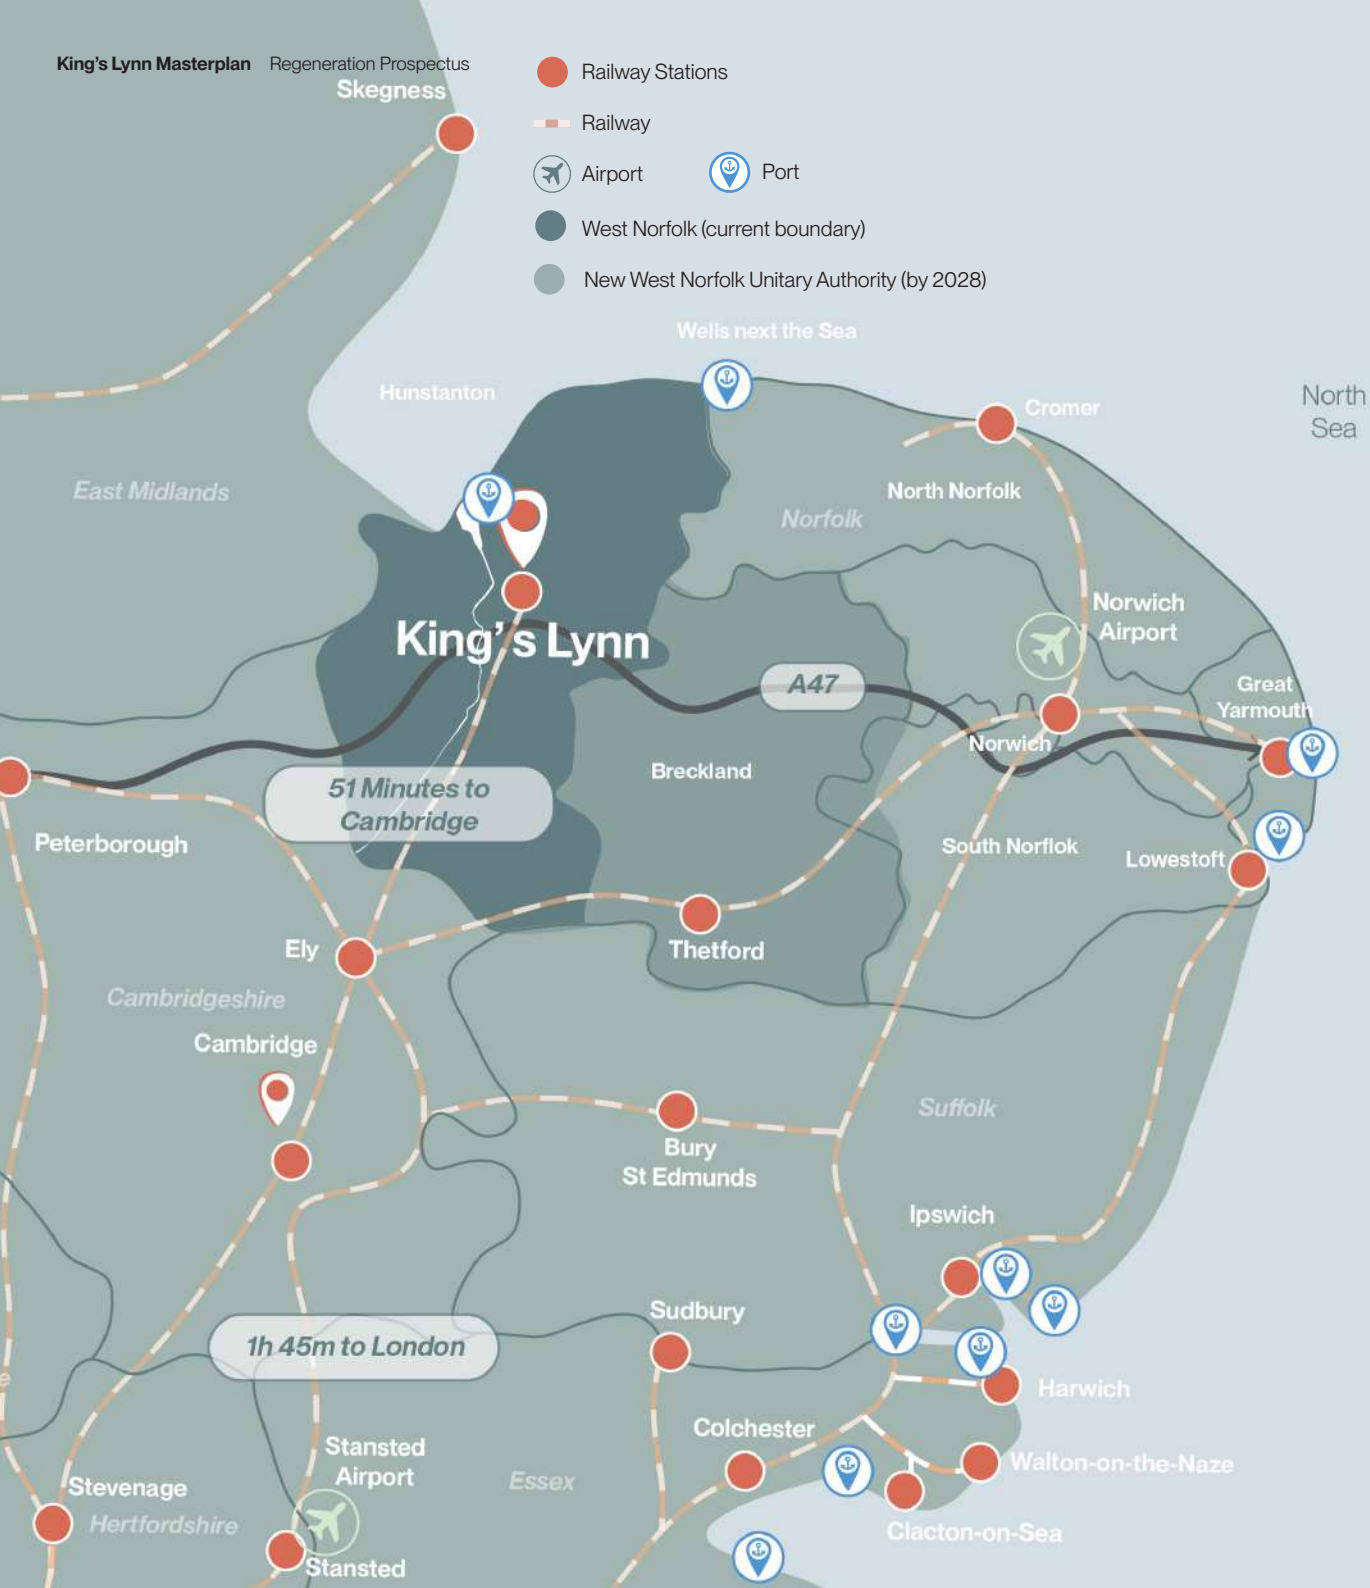 King's Lynn Masterplan Regeneration Prospectus
Skegness
Railway Stations
Railway
Airport
Port
West Norfolk (current boundary)
New West Norfolk Unitary Authority (by 2028)
Wells next the Sea
Hunstanton
Cromer
North
Sea
East Midlands
North Norfolk
Norfolk
Norwich
Airport
King's Lynn
A47
Great
Yarmouth
Norwich
Breckland
51 Minutes to
Cambridge
Peterborough
South Norflok
Lowestoft
Ely
Thetford
Cambridgeshire
Cambridge
Suffolk
Bury
St Edmunds
Ipswich
Sudbury
1h 45m to London
e
Harwich
Colchester
Stansted
Airport
Walton-on-the-Naze
Essex
Stevenage
Hertfordshire
Clacton-on-Sea
Stansted